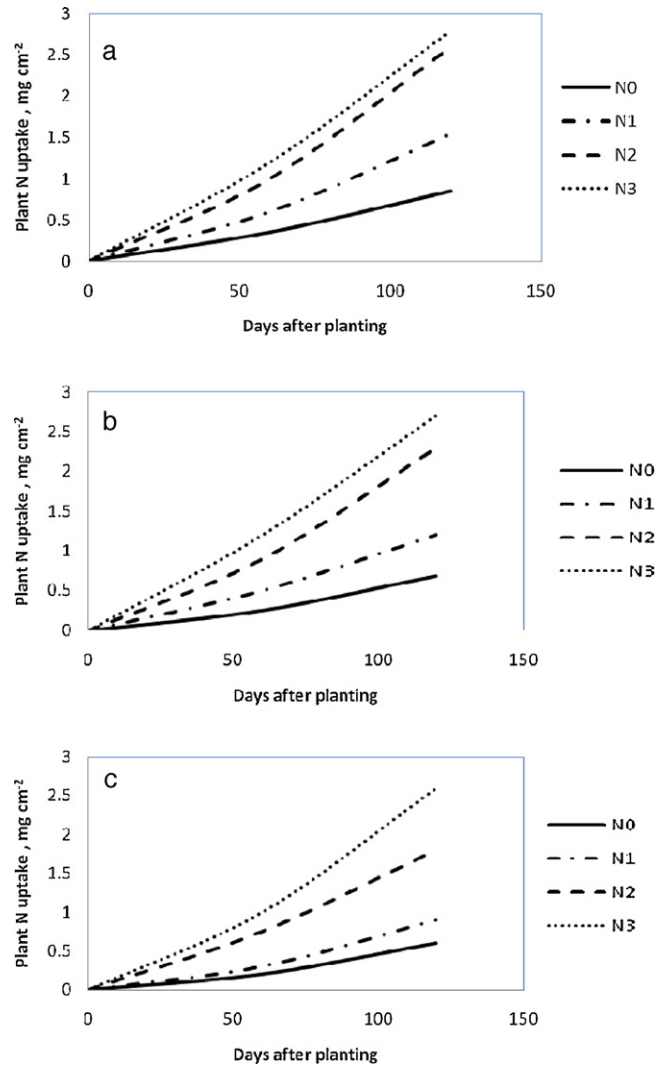 a
Plant N uptake , mg cm-2
3
2.5
2
1.5
1
0.5
0
0 50 100 150
Days after planting
N0
N1
N2
N3
b
Plant N uptake , mg cm-2
3
2.5
2
1.5
1
0.5
0
0 50 100 150
Days after planting
N0
N1
N2
N3
c
Plant N uptake , mg cm-2
3
2.5
2
1.5
1
0.5
0
0 50 100 150
Days after planting
N0
N1
N2
N3